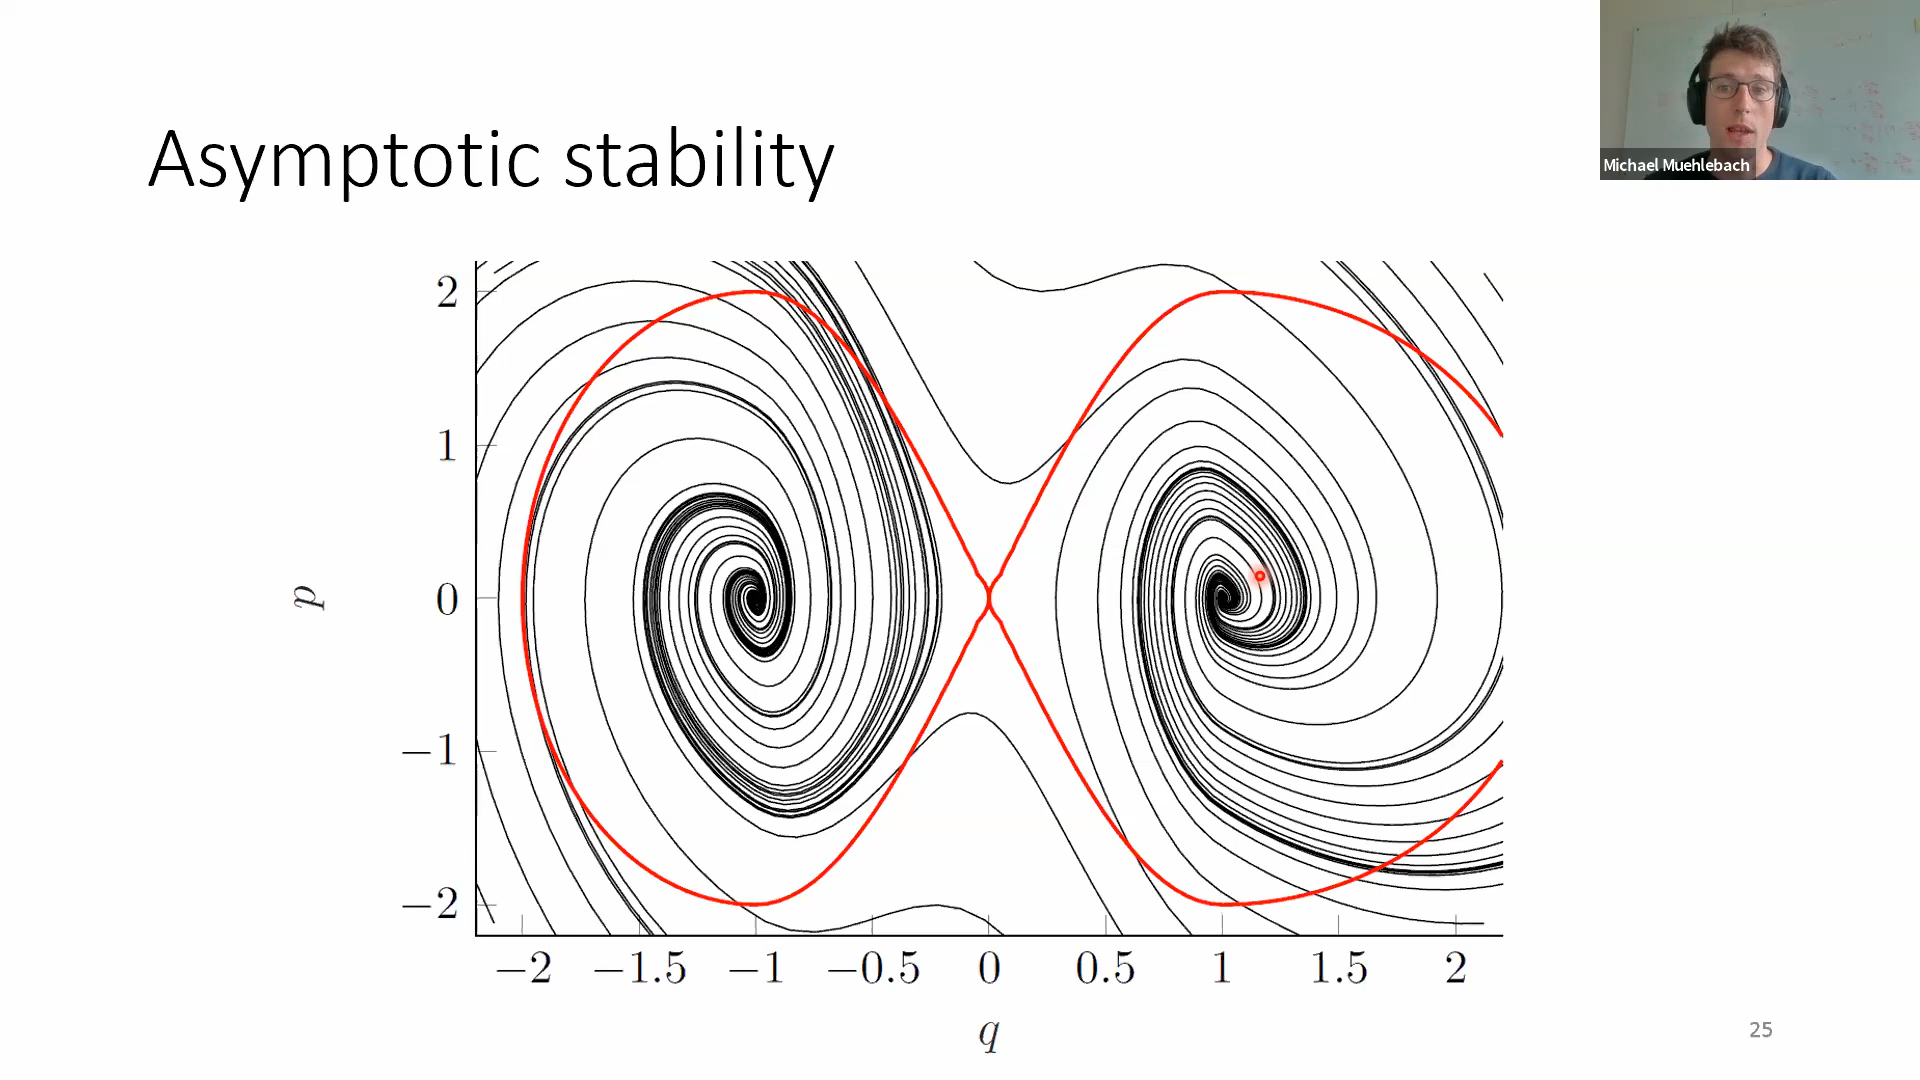 Michael Muehlebach
Asymptotic stability
2
1
0
−1
−2
p
−2 −1.5 −1 −0.5 0 0.5 1 1.5 2
q
25